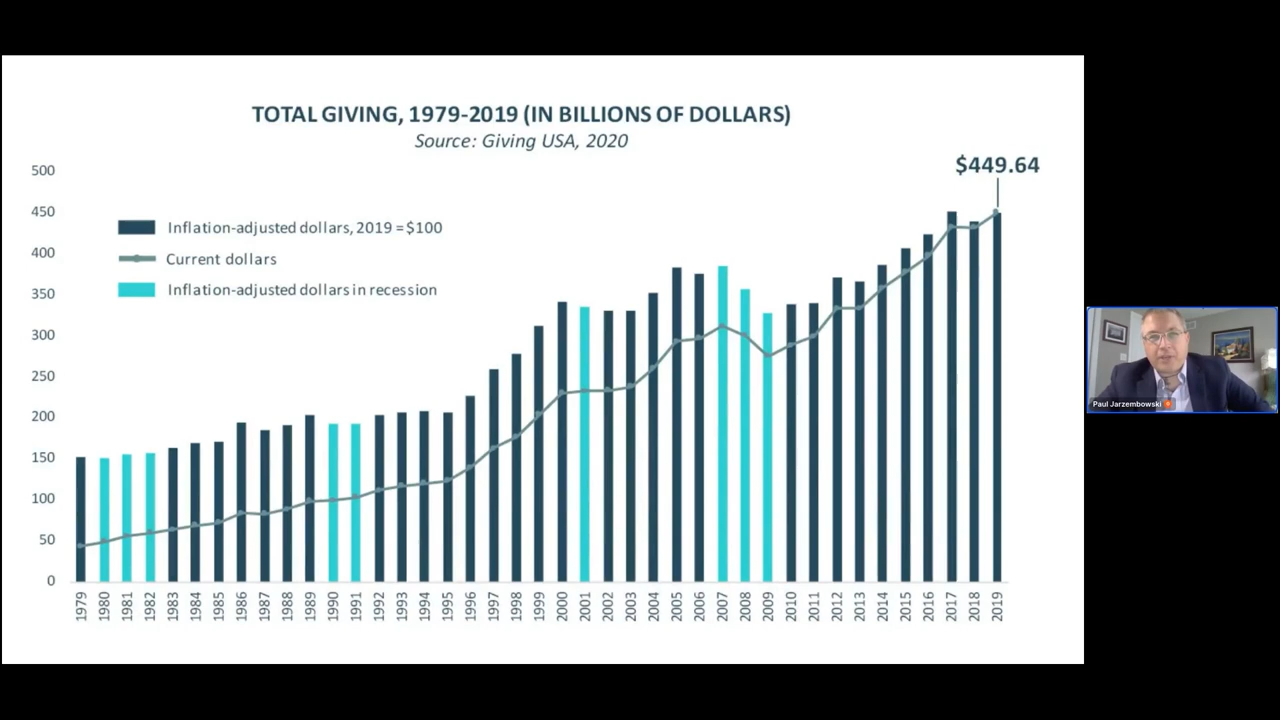 TOTAL GIVING, 1979-2019 (IN BILLIONS OF DOLLARS)
Source: Giving USA, 2020
$449.64
500
450
400
350
300
250
200
150
100
50
0
Inflation-adjusted dollars, 2019 = $100
Current dollars
Inflation-adjusted dollars in recession
1979 1980 1981 1982 1983 1984 1985 1986 1987 1988 1989 1990 1991 1992 1993 1994 1995 1996 1997 1998 1999 2000 2001 2002 2003 2004 2005 2006 2007 2008 2009 2010 2011 2012 2013 2014 2015 2016 2017 2018 2019
Paul Jarzembowski